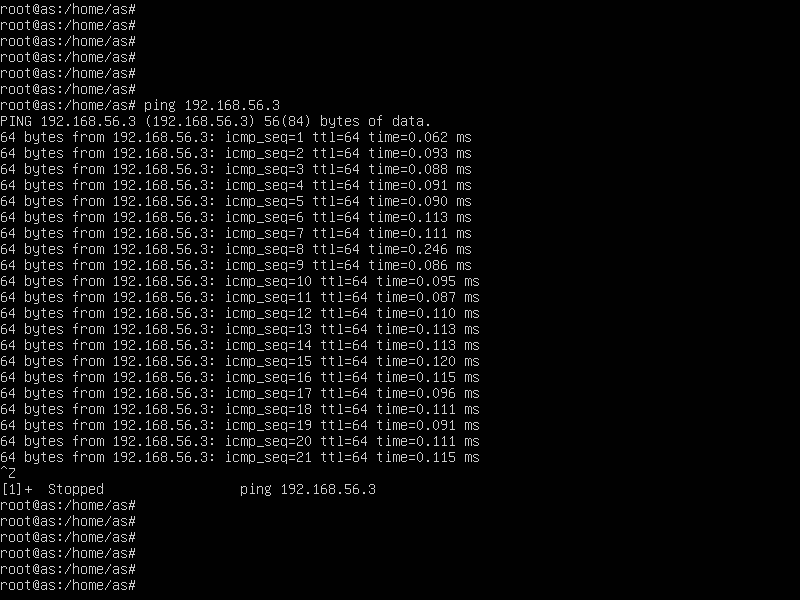 root@as:/home/as#
root@as:/home/as#
root@as:/home/as#
root@as:/home/as#
root@as:/home/as#
root@as:/home/as#
root@as:/home/as# ping 192.168.56.3
PING 192.168.56.3 (192.168.56.3) 56(84) bytes of data.
64 bytes from 192.168.56.3: icmp_seq=1 ttl=64 time=0.062 ms
64 bytes from 192.168.56.3: icmp_seq=2 ttl=64 time=0.093 ms
64 bytes from 192.168.56.3: icmp_seq=3 ttl=64 time=0.088 ms
64 bytes from 192.168.56.3: icmp_seq=4 ttl=64 time=0.091 ms
64 bytes from 192.168.56.3: icmp_seq=5 ttl=64 time=0.090 ms
64 bytes from 192.168.56.3: icmp_seq=6 ttl=64 time=0.113 ms
64 bytes from 192.168.56.3: icmp_seq=7 ttl=64 time=0.111 ms
64 bytes from 192.168.56.3: icmp_seq=8 ttl=64 time=0.246 ms
64 bytes from 192.168.56.3: icmp_seq=9 ttl=64 time=0.086 ms
64 bytes from 192.168.56.3: icmp_seq=10 ttl=64 time=0.095 ms
64 bytes from 192.168.56.3: icmp_seq=11 ttl=64 time=0.087 ms
64 bytes from 192.168.56.3: icmp_seq=12 ttl=64 time=0.110 ms
64 bytes from 192.168.56.3: icmp_seq=13 ttl=64 time=0.113 ms
64 bytes from 192.168.56.3: icmp_seq=14 ttl=64 time=0.113 ms
64 bytes from 192.168.56.3: icmp_seq=15 ttl=64 time=0.120 ms
64 bytes from 192.168.56.3: icmp_seq=16 ttl=64 time=0.115 ms
64 bytes from 192.168.56.3: icmp_seq=17 ttl=64 time=0.096 ms
64 bytes from 192.168.56.3: icmp_seq=18 ttl=64 time=0.111 ms
64 bytes from 192.168.56.3: icmp_seq=19 ttl=64 time=0.091 ms
64 bytes from 192.168.56.3: icmp_seq=20 ttl=64 time=0.111 ms
64 bytes from 192.168.56.3: icmp_seq=21 ttl=64 time=0.115 ms
^Z
[1]+  Stopped                 ping 192.168.56.3
root@as:/home/as#
root@as:/home/as#
root@as:/home/as#
root@as:/home/as#
root@as:/home/as#
root@as:/home/as#